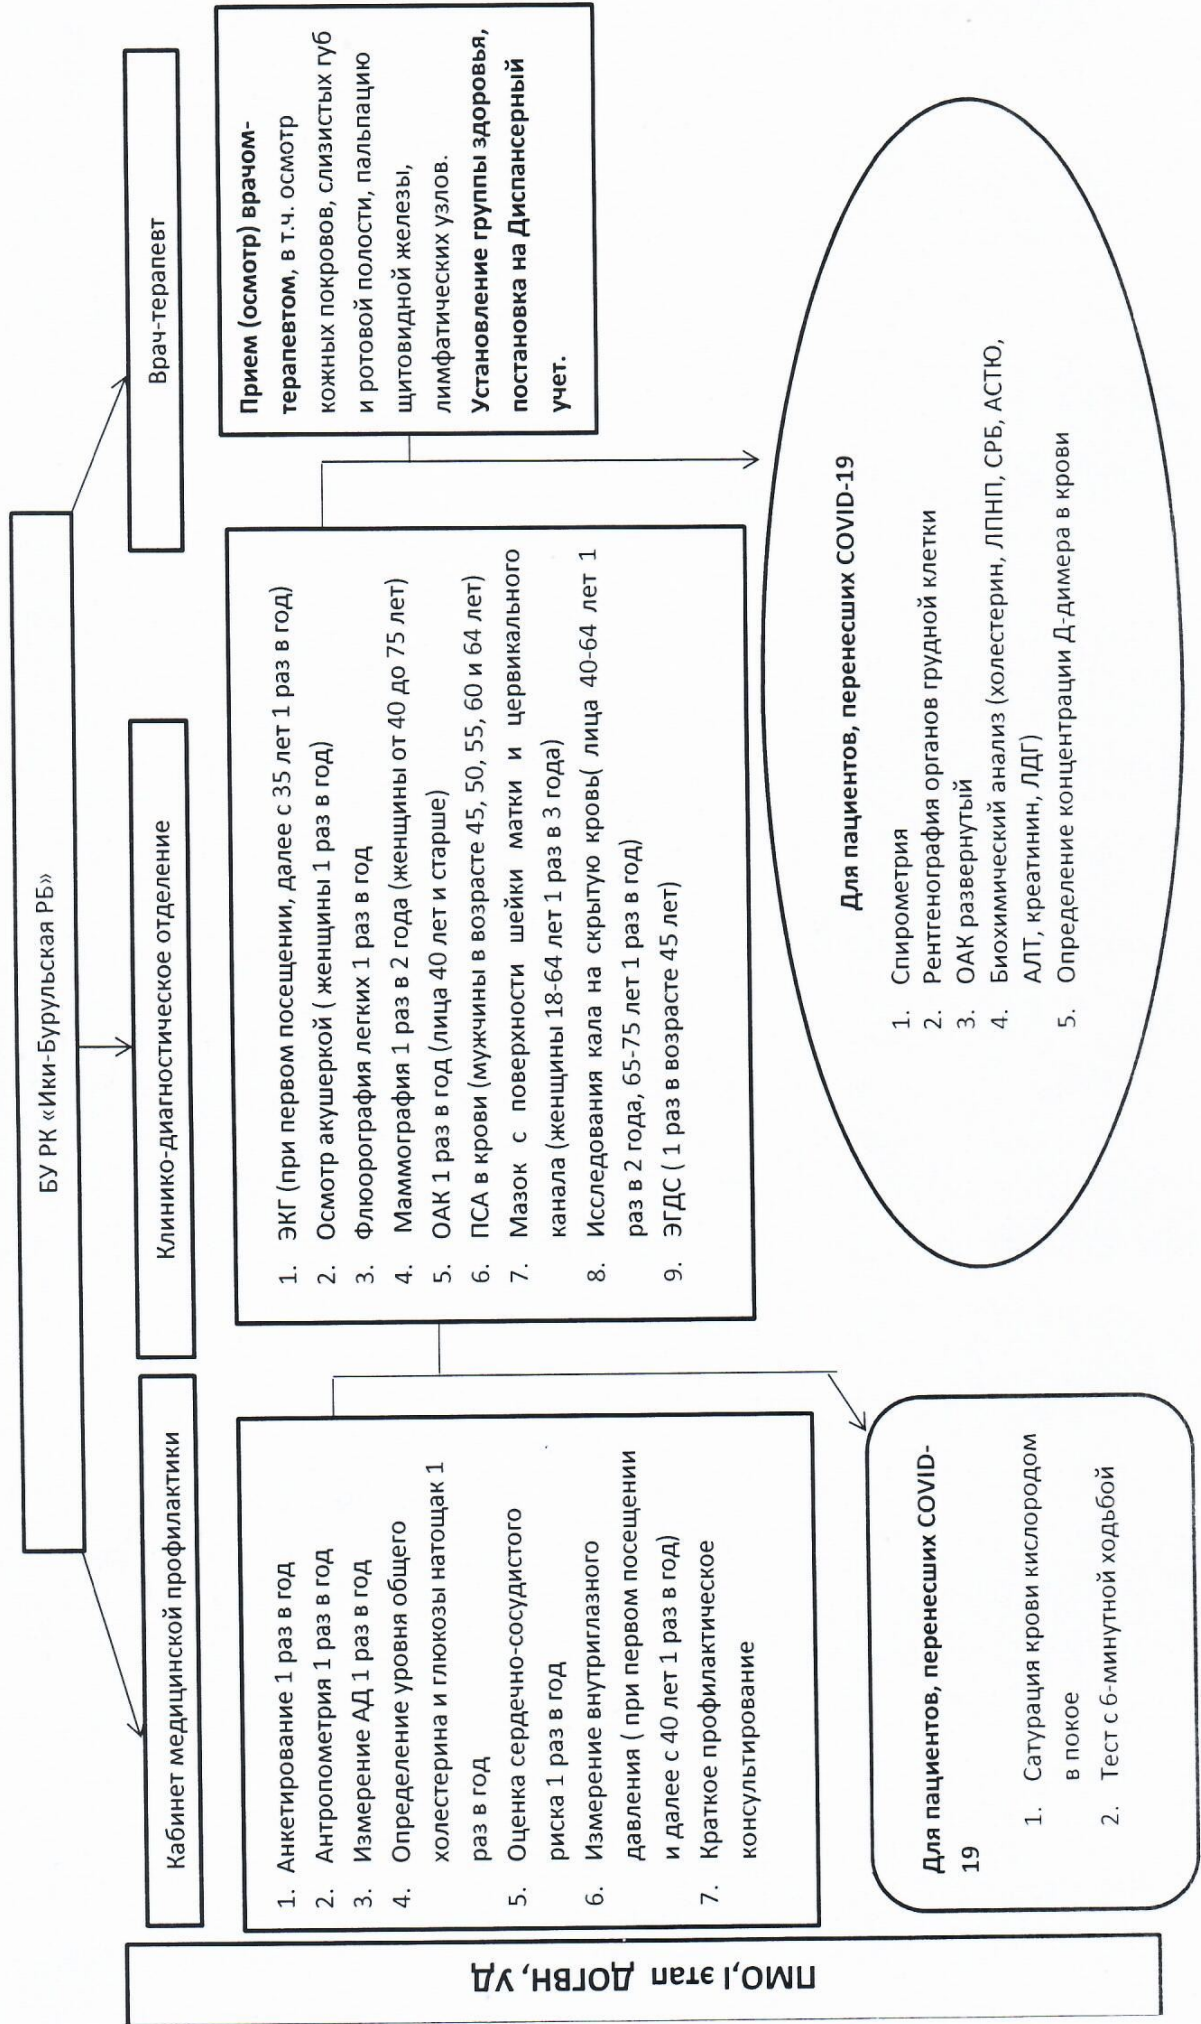 БУ РК «Ики-Бурульская РБ»
Кабинет медицинской профилактики
Клинико-диагностическое отделение
Врач-терапевт
ПМО, I этап ДОГВН, УД
1. Анкетирование 1 раз в год
2. Антропометрия 1 раз в год
3. Измерение АД 1 раз в год
4. Определение уровня общего
холестерина и глюкозы натощак 1
раз в год
5. Оценка сердечно-сосудистого
риска 1 раз в год
6. Измерение внутриглазного
давления ( при первом посещении
и далее с 40 лет 1 раз в год)
7. Краткое профилактическое
консультирование
1. ЭКГ (при первом посещении, далее с 35 лет 1 раз в год)
2. Осмотр акушеркой ( женщины 1 раз в год)
3. Флюорография легких 1 раз в год
4. Маммография 1 раз в 2 года (женщины от 40 до 75 лет)
5. ОАК 1 раз в год (лица 40 лет и старше)
6. ПСА в крови (мужчины в возрасте 45, 50, 55, 60 и 64 лет)
7. Мазок с поверхности шейки матки и цервикального
канала (женщины 18-64 лет 1 раз в 3 года)
8. Исследования кала на скрытую кровь( лица 40-64 лет 1
раз в 2 года, 65-75 лет 1 раз в год)
9. ЭГДС ( 1 раз в возрасте 45 лет)
Прием (осмотр) врачом-
терапевтом, в т.ч. осмотр
кожных покровов, слизистых губ
и ротовой полости, пальпацию
щитовидной железы,
лимфатических узлов.
Установление группы здоровья,
постановка на Диспансерный
учет.
Для пациентов, перенесших COVID-
19
1. Сатурация крови кислородом
в покое
2. Тест с 6-минутной ходьбой
Для пациентов, перенесших COVID-19
1. Спирометрия
2. Рентгенография органов грудной клетки
3. ОАК развернутый
4. Биохимический анализ (холестерин, ЛПНП, СРБ, АСТЮ,
АЛТ, креатинин, ЛДГ)
5. Определение концентрации Д-димера в крови